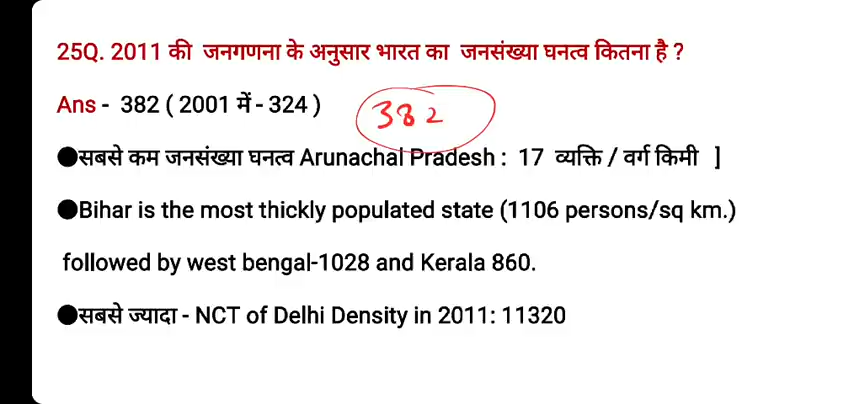 25Q. 2011 की जनगणना के अनुसार भारत का जनसंख्या घनत्व कितना है ?
Ans - 382 ( 2001 में - 324 )
382
●सबसे कम जनसंख्या घनत्व Arunachal Pradesh : 17 व्यक्ति / वर्ग किमी ]
●Bihar is the most thickly populated state (1106 persons/sq km.)
followed by west bengal-1028 and Kerala 860.
●सबसे ज्यादा - NCT of Delhi Density in 2011: 11320